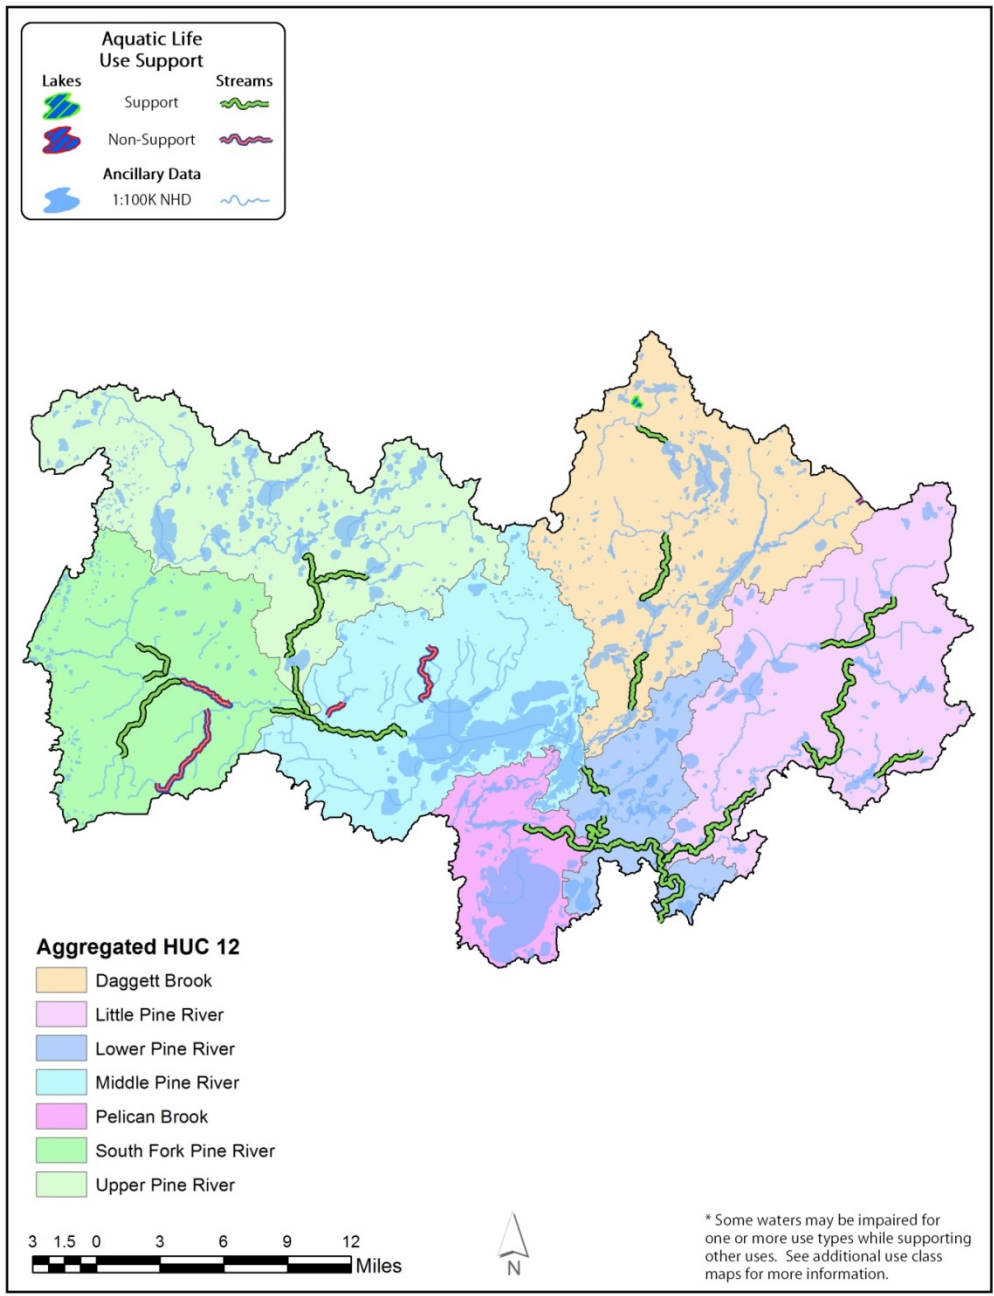 Aquatic Life
Use Support
Lakes Streams
Support
Non-Support
Ancillary Data
1:100K NHD
Aggregated HUC 12
Daggett Brook
Little Pine River
Lower Pine River
Middle Pine River
Pelican Brook
South Fork Pine River
Upper Pine River
3 1.5 0 3 6 9 12
Miles
N
* Some waters may be impaired for
one or more use types while supporting
other uses. See additional use class
maps for more information.